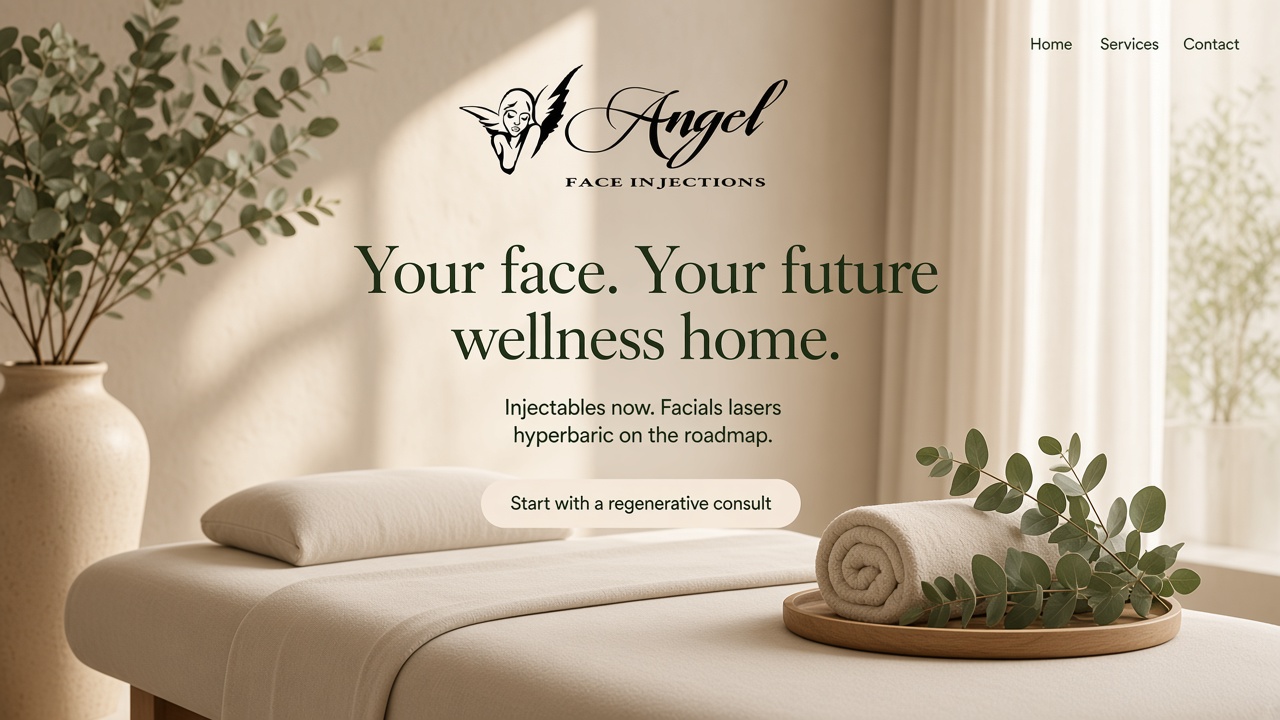 Home Services Contact
Angel
FACE INJECTIONS
Your face. Your future
wellness home.
Injectables now. Facials lasers
hyperbaric on the roadmap.
Start with a regenerative consult